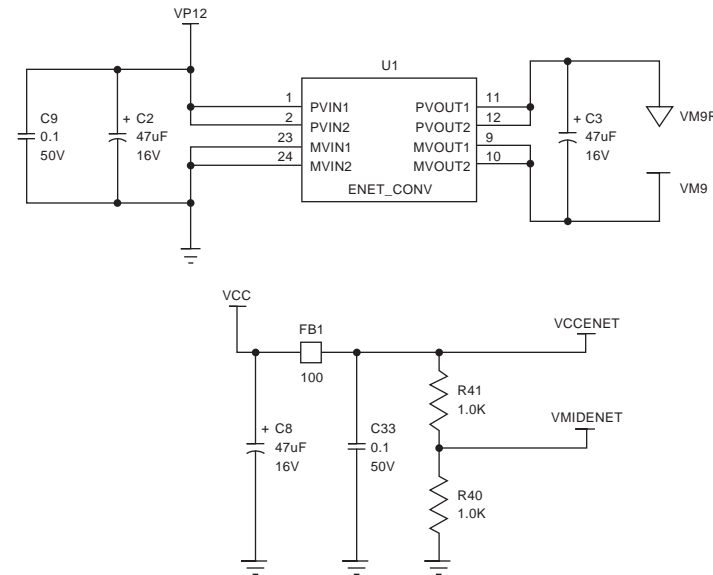 VP12
U1
C9
0.1
50V
+ C2
47uF
16V
1
2
23
24
PVIN1
PVIN2
MVIN1
MVIN2
PVOUT1
PVOUT2
MVOUT1
MVOUT2
ENET_CONV
11
12
9
10
+ C3
47uF
16V
VM9
VCC
FB1
100
VCCENET
R41
1.0K
VMIDENET
+ C8
47uF
16V
C33
0.1
50V
R40
1.0K